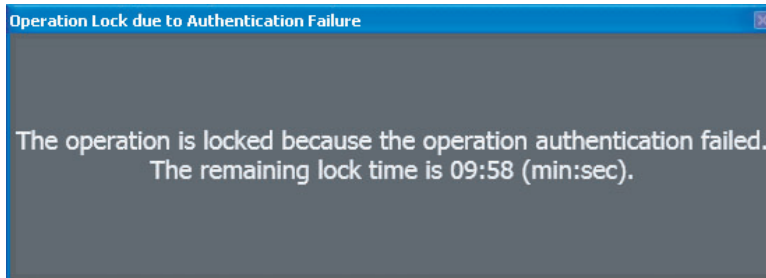 Operation Lock due to Authentication Failure
The operation is locked because the operation authentication failed.
The remaining lock time is 09:58 (min:sec).